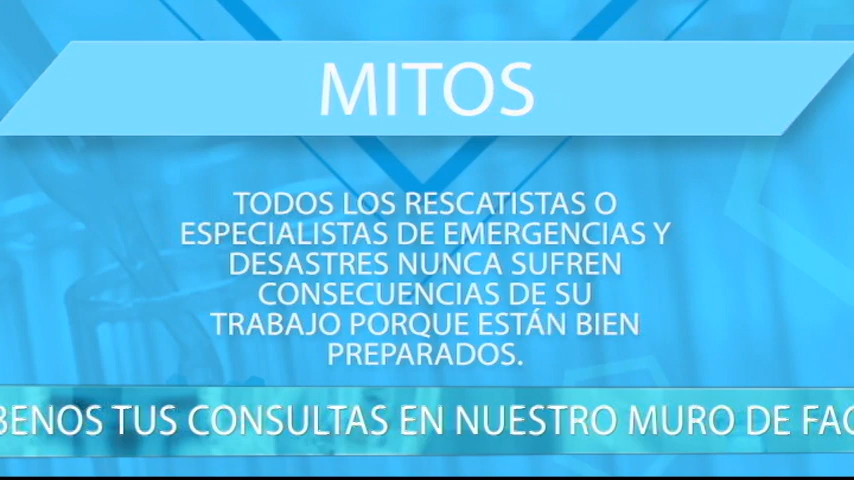 MITOS
TODOS LOS RESCATISTAS O
ESPECIALISTAS DE EMERGENCIAS Y
DESASTRES NUNCA SUFREN
CONSECUENCIAS DE SU
TRABAJO PORQUE ESTÁN BIEN
PREPARADOS.
BENOS TUS CONSULTAS EN NUESTRO MURO DE FAC